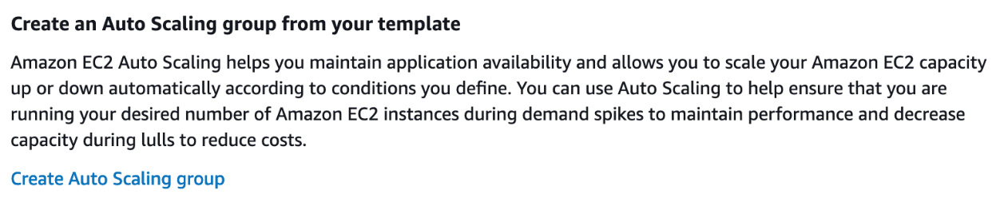 Create an Auto Scaling group from your template
Amazon EC2 Auto Scaling helps you maintain application availability and allows you to scale your Amazon EC2 capacity
up or down automatically according to conditions you define. You can use Auto Scaling to help ensure that you are
running your desired number of Amazon EC2 instances during demand spikes to maintain performance and decrease
capacity during lulls to reduce costs.
Create Auto Scaling group